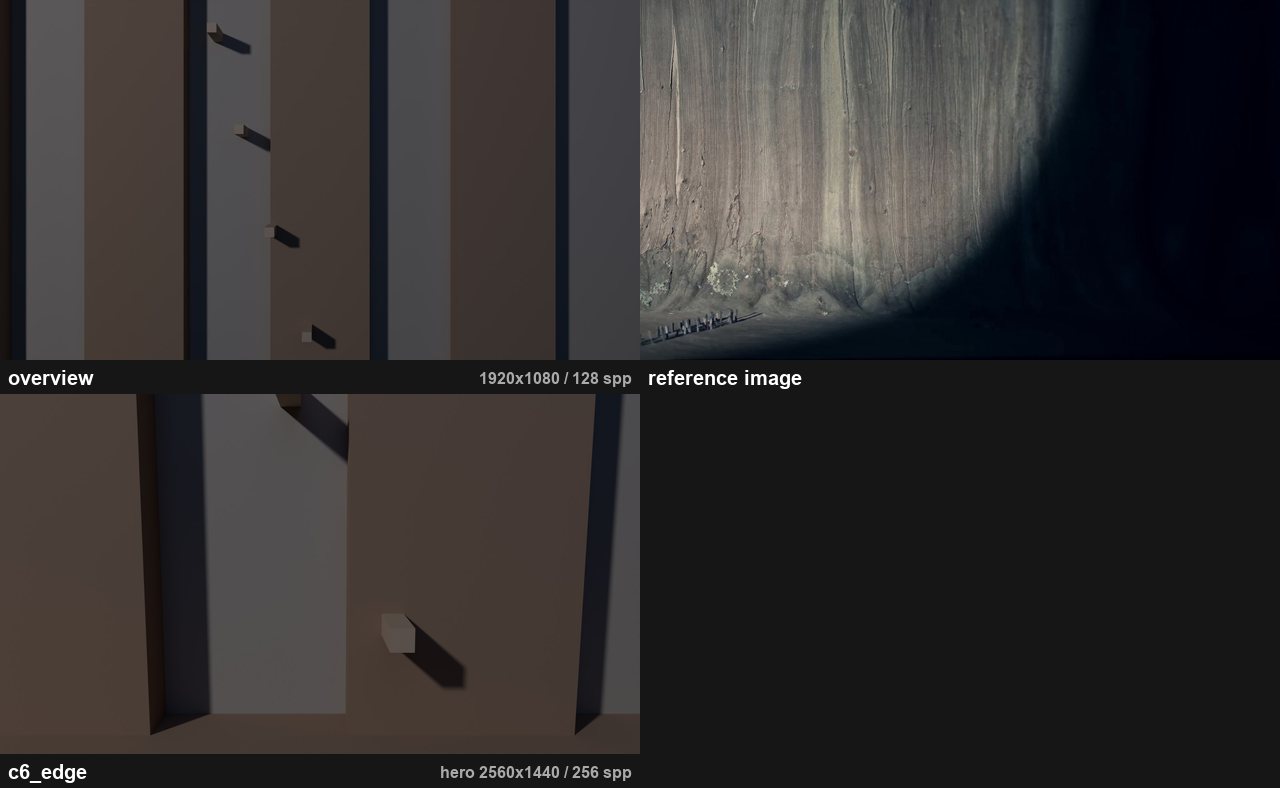 overview
1920x1080 / 128 spp
reference image
c6_edge
hero 2560x1440 / 256 spp